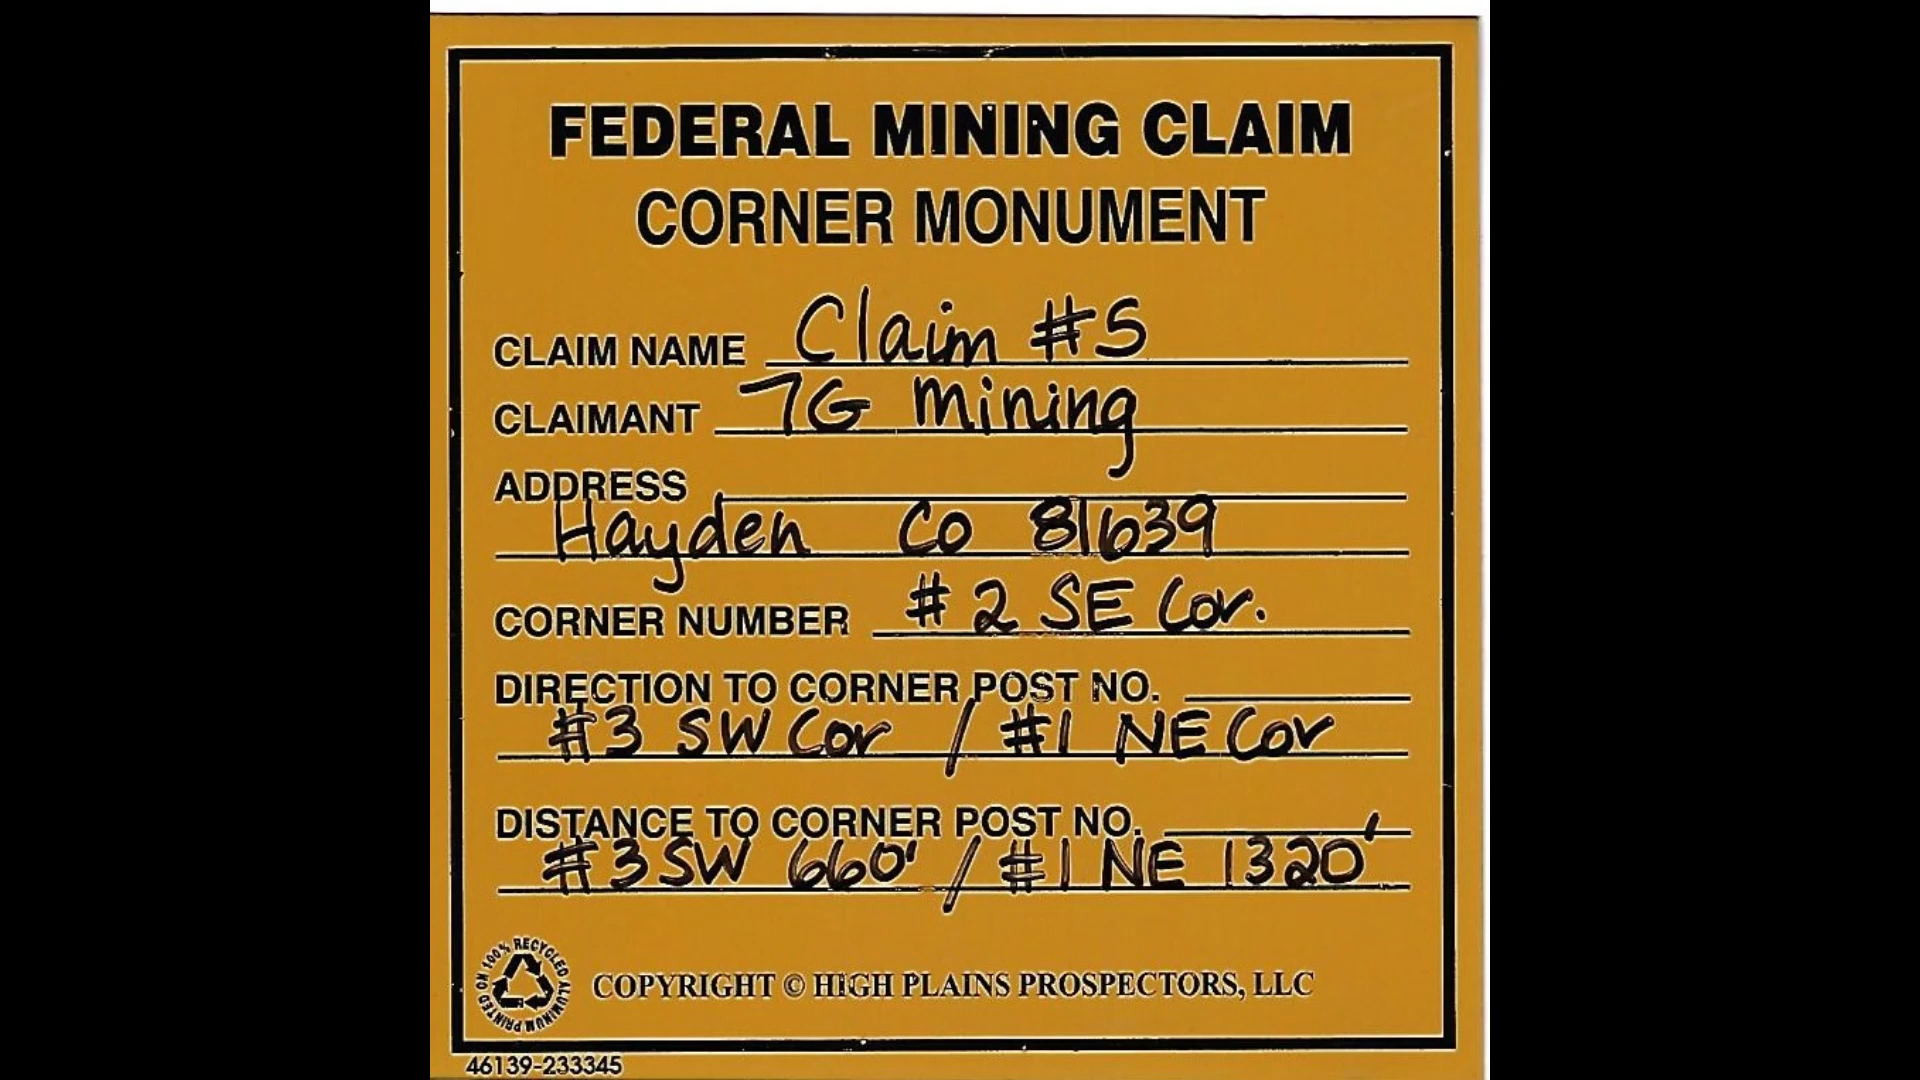 FEDERAL MINING CLAIM
CORNER MONUMENT
CLAIM NAME Claim #5
CLAIMANT 7G Mining
ADDRESS
Hayden Co 81639
CORNER NUMBER #2 SE Cor.
DIRECTION TO CORNER POST NO.
#3 SW Cor / #1 NE Cor
DISTANCE TO CORNER POST NO.
#3 SW 660' / #1 NE 1320'
PRINTED ON 100% RECYCLED ALUMINUM
COPYRIGHT © HIGH PLAINS PROSPECTORS, LLC
46139-233345